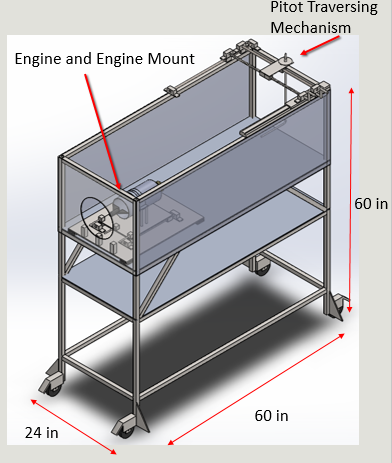 Pitot Traversing
Mechanism
Engine and Engine Mount
60 in
60 in
24 in